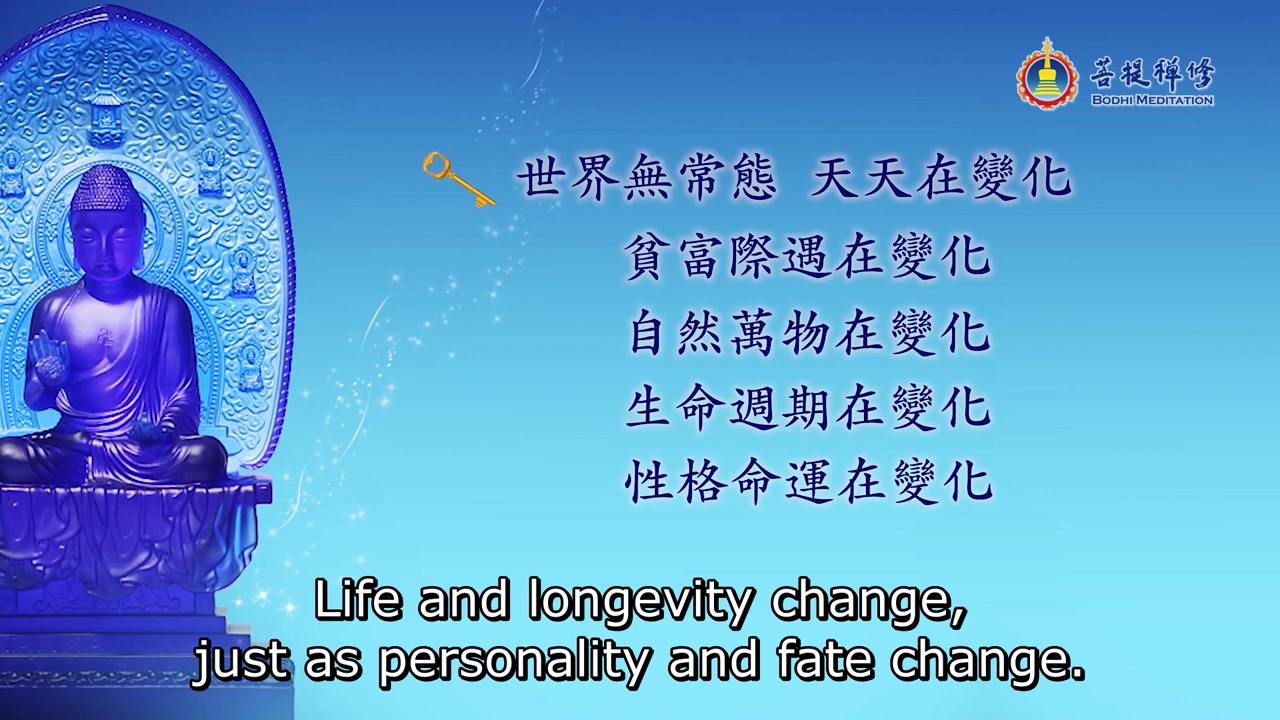 菩提禪修
BODHI MEDITATION
世界無常態 天天在變化
貧富際遇在變化
自然萬物在變化
生命週期在變化
性格命運在變化
Life and longevity change,
just as personality and fate change.